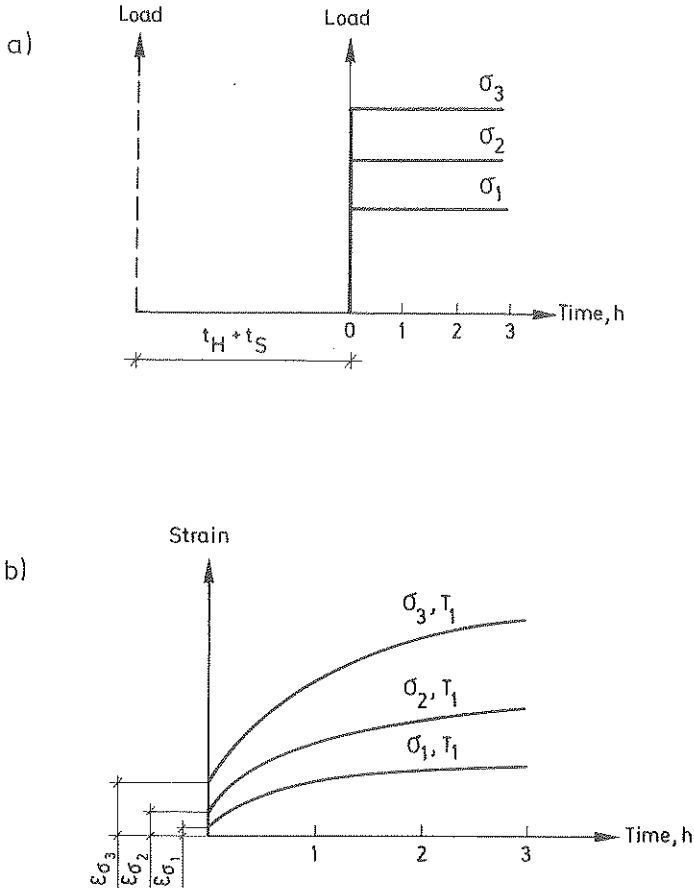 a)
Load
Load
σ3
σ2
σ1
0 1 2 3
Time, h
tH + tS
b)
Strain
σ3, T1
σ2, T1
σ1, T1
1 2 3
Time, h
εσ3
εσ2
εσ1